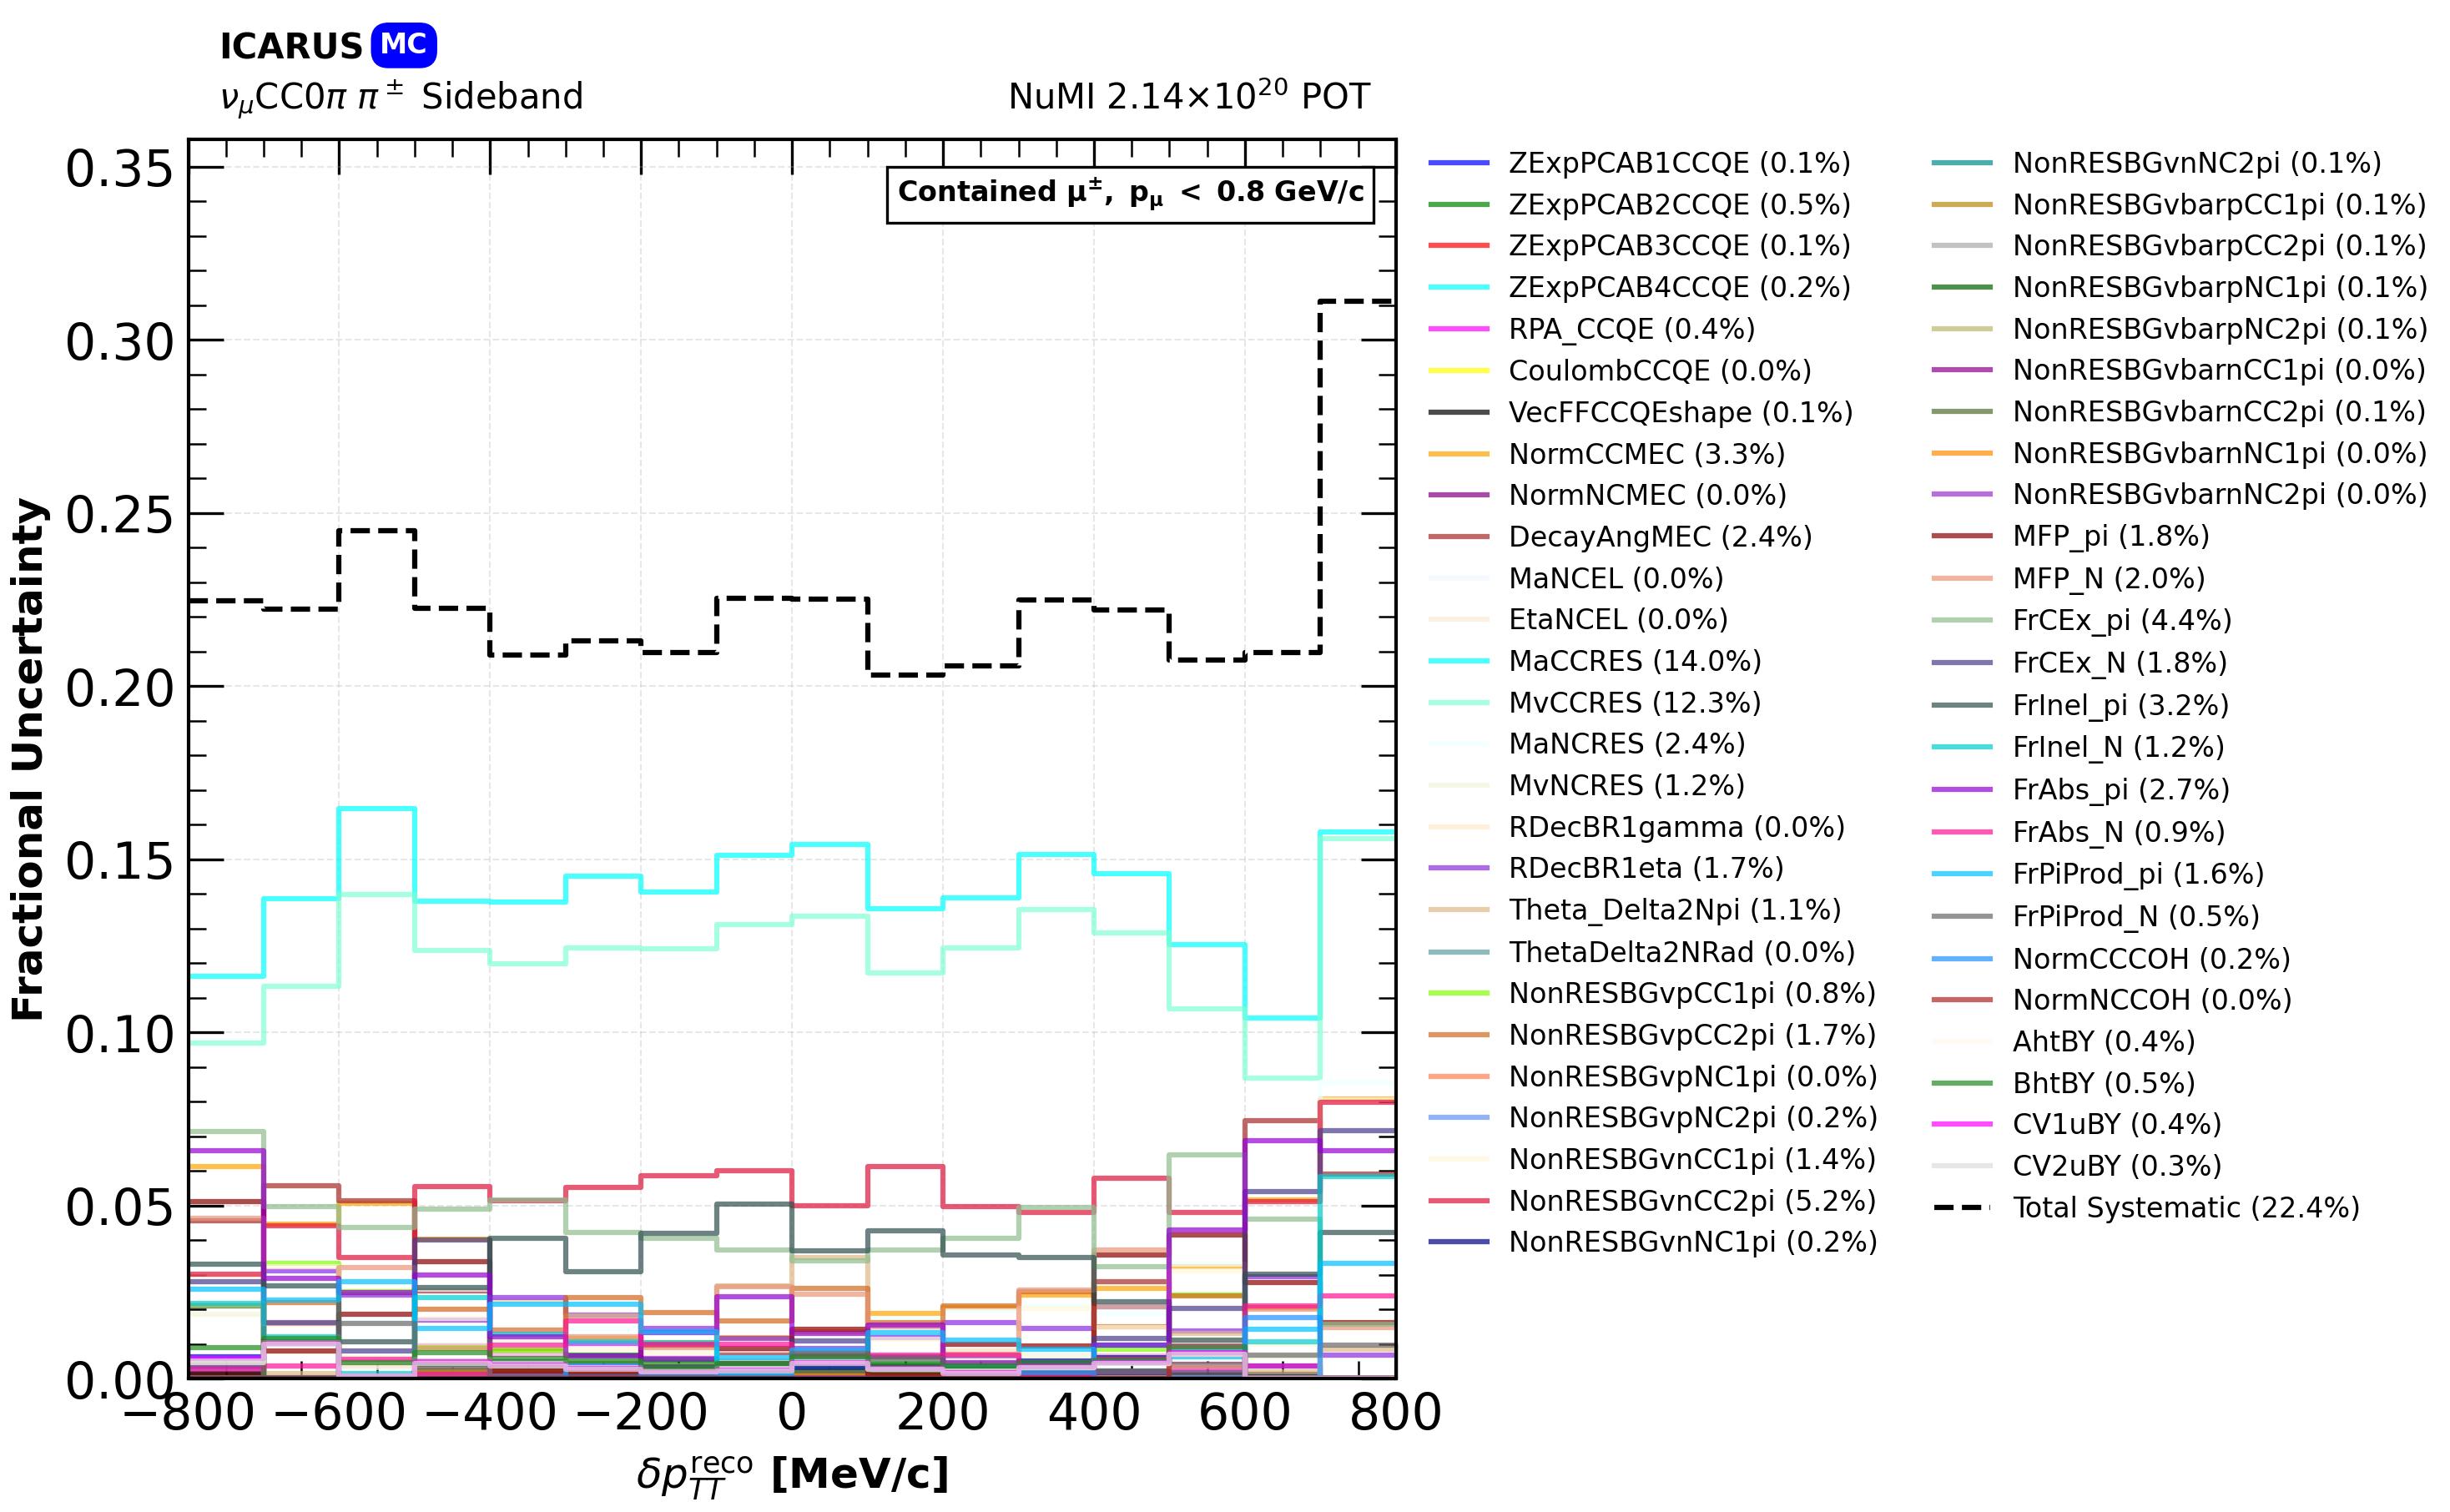 ICARUS MC
νμCC0π π± Sideband
NuMI 2.14×10²⁰ POT
Contained μ±, pμ < 0.8 GeV/c
Fractional Uncertainty
0.35
0.30
0.25
0.20
0.15
0.10
0.05
0.00
−800 −600 −400 −200 0 200 400 600 800
δp_TT^reco [MeV/c]
ZExpPCAB1CCQE (0.1%)
ZExpPCAB2CCQE (0.5%)
ZExpPCAB3CCQE (0.1%)
ZExpPCAB4CCQE (0.2%)
RPA_CCQE (0.4%)
CoulombCCQE (0.0%)
VecFFCCQEshape (0.1%)
NormCCMEC (3.3%)
NormNCMEC (0.0%)
DecayAngMEC (2.4%)
MaNCEL (0.0%)
EtaNCEL (0.0%)
MaCCRES (14.0%)
MvCCRES (12.3%)
MaNCRES (2.4%)
MvNCRES (1.2%)
RDecBR1gamma (0.0%)
RDecBR1eta (1.7%)
Theta_Delta2Npi (1.1%)
ThetaDelta2NRad (0.0%)
NonRESBGvpCC1pi (0.8%)
NonRESBGvpCC2pi (1.7%)
NonRESBGvpNC1pi (0.0%)
NonRESBGvpNC2pi (0.2%)
NonRESBGvnCC1pi (1.4%)
NonRESBGvnCC2pi (5.2%)
NonRESBGvnNC1pi (0.2%)
NonRESBGvnNC2pi (0.1%)
NonRESBGvbarpCC1pi (0.1%)
NonRESBGvbarpCC2pi (0.1%)
NonRESBGvbarpNC1pi (0.1%)
NonRESBGvbarpNC2pi (0.1%)
NonRESBGvbarnCC1pi (0.0%)
NonRESBGvbarnCC2pi (0.1%)
NonRESBGvbarnNC1pi (0.0%)
NonRESBGvbarnNC2pi (0.0%)
MFP_pi (1.8%)
MFP_N (2.0%)
FrCEx_pi (4.4%)
FrCEx_N (1.8%)
FrInel_pi (3.2%)
FrInel_N (1.2%)
FrAbs_pi (2.7%)
FrAbs_N (0.9%)
FrPiProd_pi (1.6%)
FrPiProd_N (0.5%)
NormCCCOH (0.2%)
NormNCCOH (0.0%)
AhtBY (0.4%)
BhtBY (0.5%)
CV1uBY (0.4%)
CV2uBY (0.3%)
Total Systematic (22.4%)